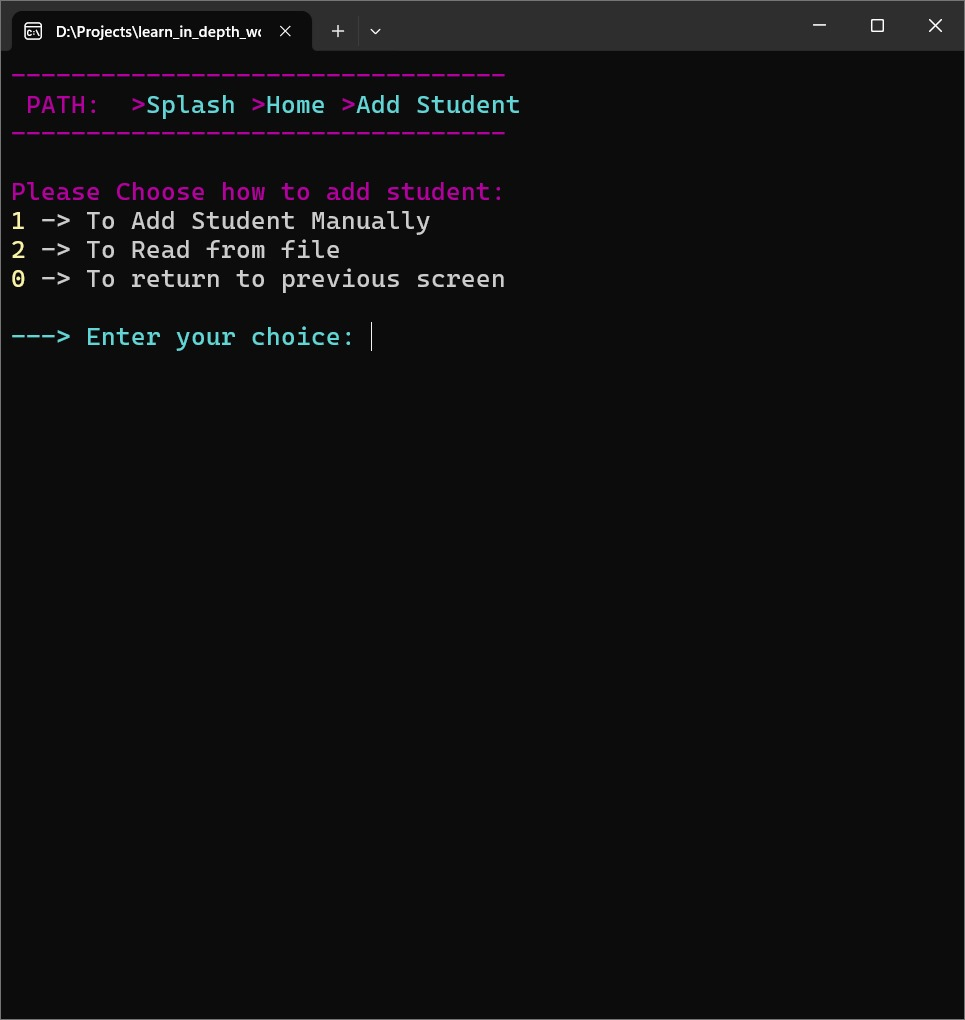 D:\Projects\learn_in_depth_wo
---------------------------------
PATH:  >Splash >Home >Add Student
---------------------------------
Please Choose how to add student:
1 -> To Add Student Manually
2 -> To Read from file
0 -> To return to previous screen
---> Enter your choice: